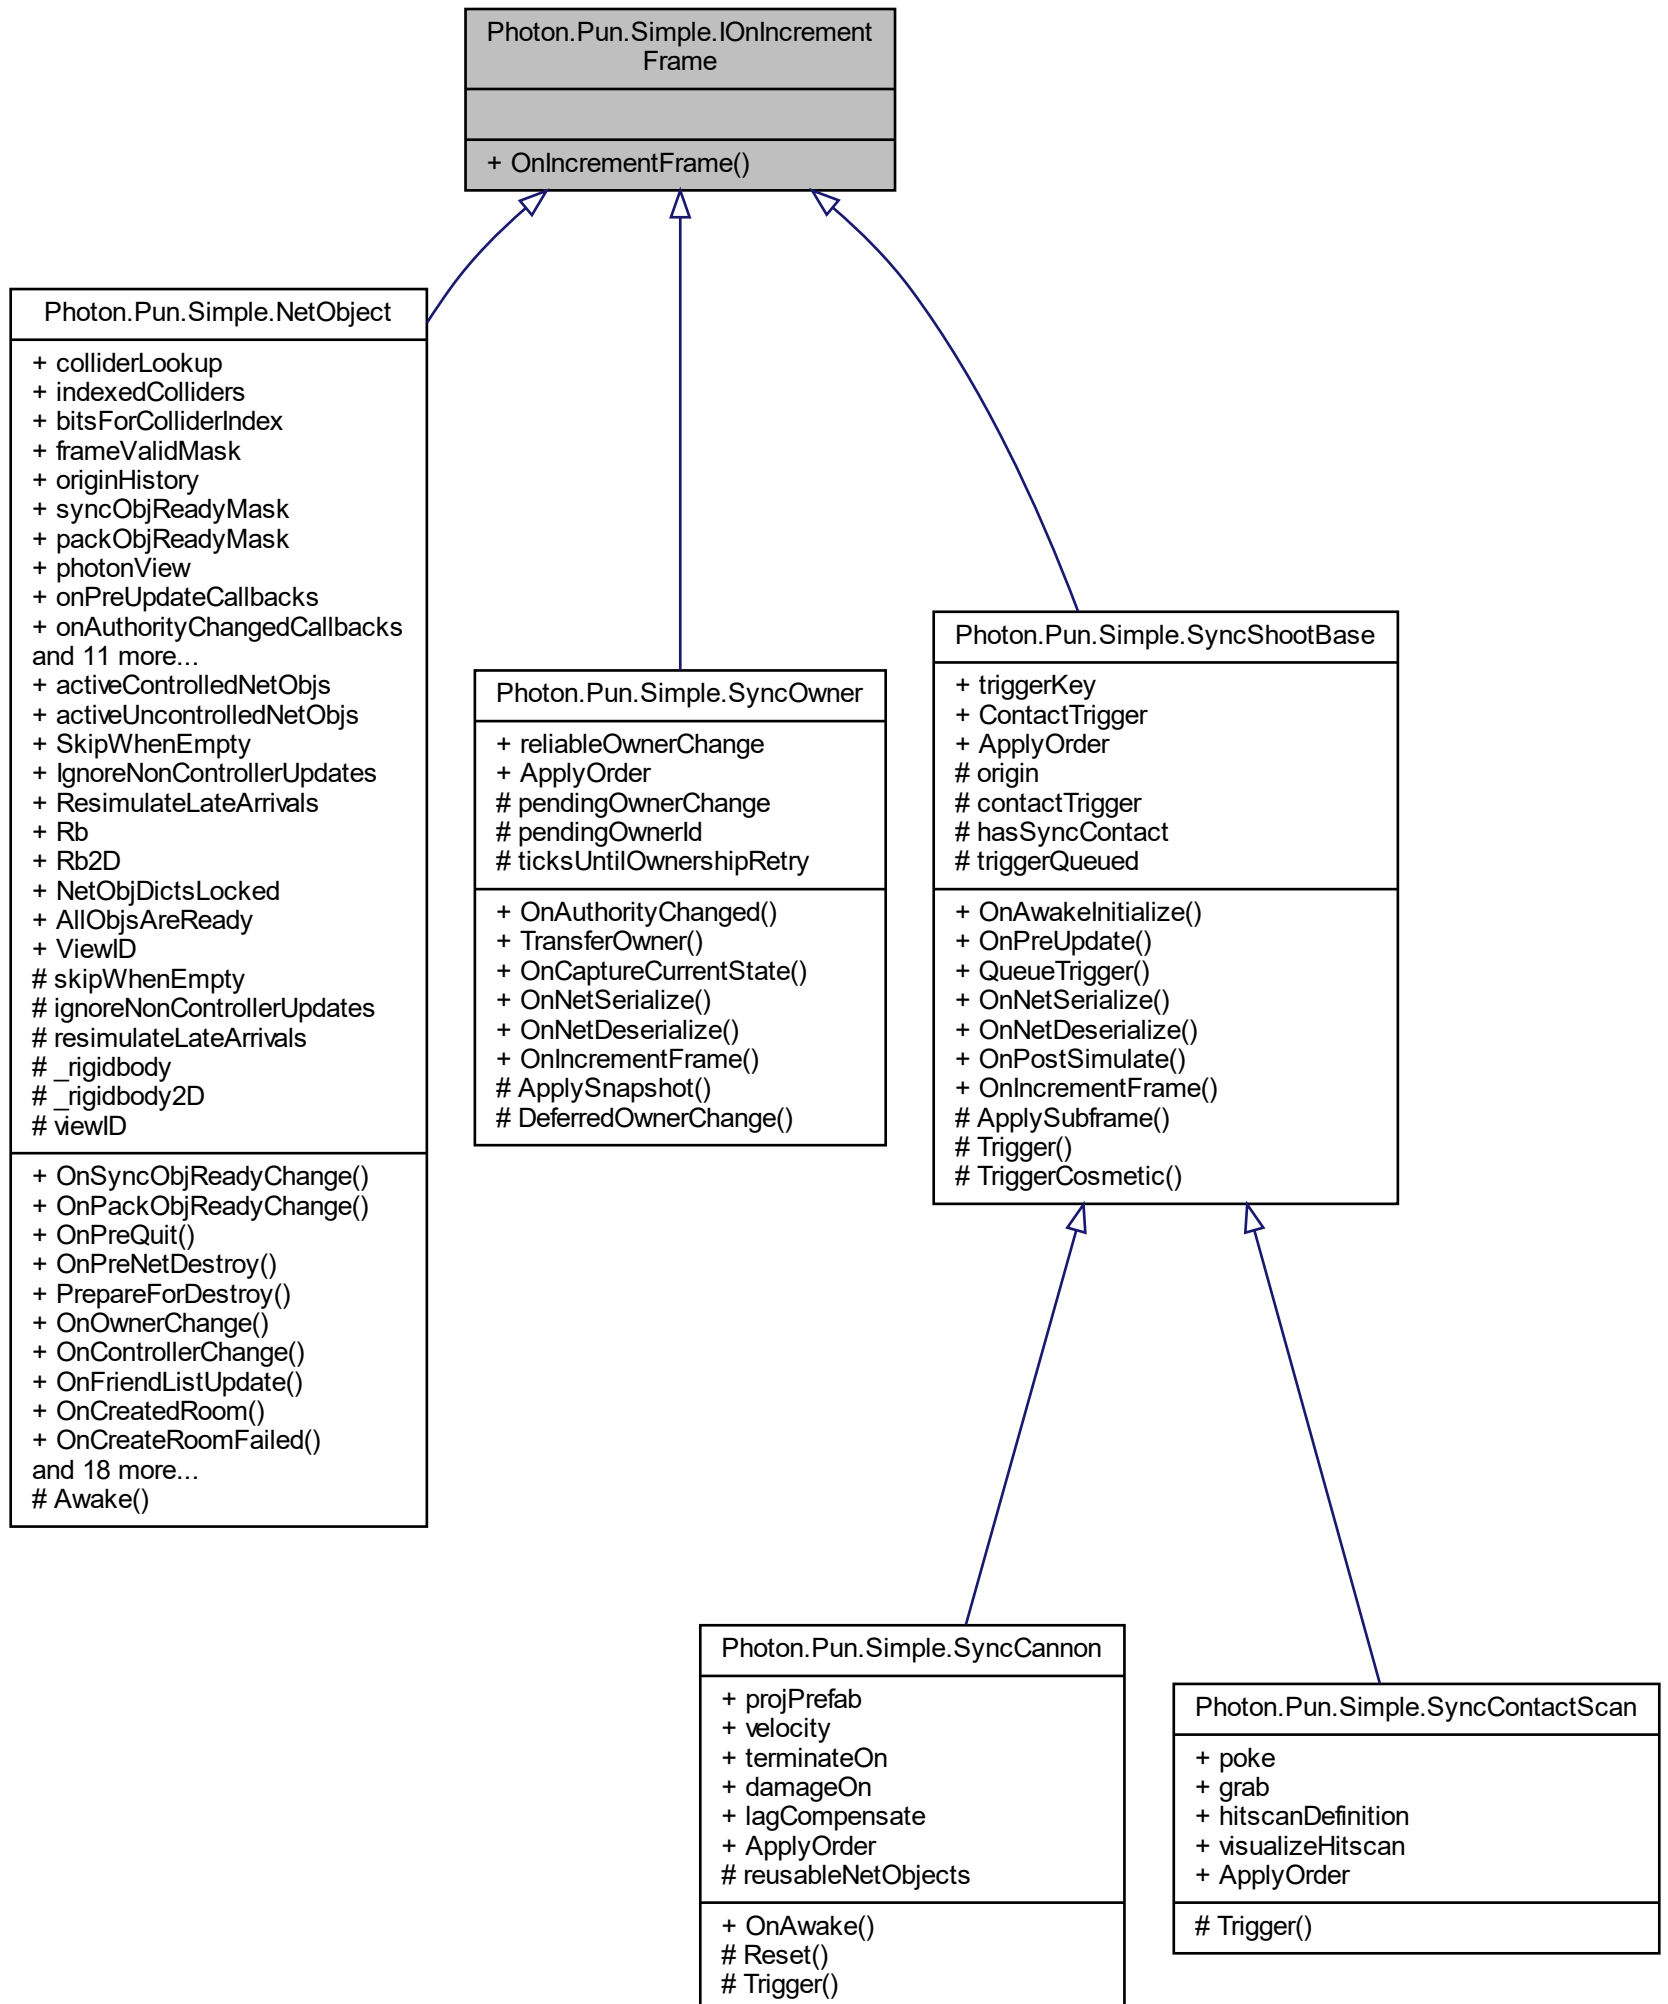 Photon.Pun.Simple.IOnIncrement
Frame
+ OnIncrementFrame()
Photon.Pun.Simple.NetObject
+ colliderLookup
+ indexedColliders
+ bitsForColliderIndex
+ frameValidMask
+ originHistory
+ syncObjReadyMask
+ packObjReadyMask
+ photonView
+ onPreUpdateCallbacks
+ onAuthorityChangedCallbacks
and 11 more...
+ activeControlledNetObjs
+ activeUncontrolledNetObjs
+ SkipWhenEmpty
+ IgnoreNonControllerUpdates
+ ResimulateLateArrivals
+ Rb
+ Rb2D
+ NetObjDictsLocked
+ AllObjsAreReady
+ ViewID
# skipWhenEmpty
# ignoreNonControllerUpdates
# resimulateLateArrivals
# _rigidbody
# _rigidbody2D
# viewID
+ OnSyncObjReadyChange()
+ OnPackObjReadyChange()
+ OnPreQuit()
+ OnPreNetDestroy()
+ PrepareForDestroy()
+ OnOwnerChange()
+ OnControllerChange()
+ OnFriendListUpdate()
+ OnCreatedRoom()
+ OnCreateRoomFailed()
and 18 more...
# Awake()
Photon.Pun.Simple.SyncOwner
+ reliableOwnerChange
+ ApplyOrder
# pendingOwnerChange
# pendingOwnerId
# ticksUntilOwnershipRetry
+ OnAuthorityChanged()
+ TransferOwner()
+ OnCaptureCurrentState()
+ OnNetSerialize()
+ OnNetDeserialize()
+ OnIncrementFrame()
# ApplySnapshot()
# DeferredOwnerChange()
Photon.Pun.Simple.SyncShootBase
+ triggerKey
+ ContactTrigger
+ ApplyOrder
# origin
# contactTrigger
# hasSyncContact
# triggerQueued
+ OnAwakeInitialize()
+ OnPreUpdate()
+ QueueTrigger()
+ OnNetSerialize()
+ OnNetDeserialize()
+ OnPostSimulate()
+ OnIncrementFrame()
# ApplySubframe()
# Trigger()
# TriggerCosmetic()
Photon.Pun.Simple.SyncCannon
+ projPrefab
+ velocity
+ terminateOn
+ damageOn
+ lagCompensate
+ ApplyOrder
# reusableNetObjects
+ OnAwake()
# Reset()
# Trigger()
Photon.Pun.Simple.SyncContactScan
+ poke
+ grab
+ hitscanDefinition
+ visualizeHitscan
+ ApplyOrder
# Trigger()